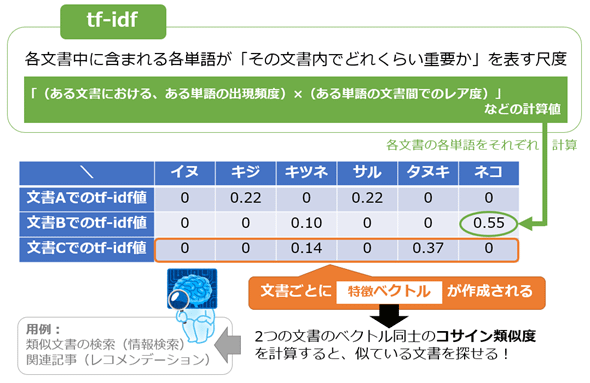 tf-idf
各文書中に含まれる各単語が「その文書内でどれくらい重要か」を表す尺度
「（ある文書における、ある単語の出現頻度）×（ある単語の文書間でのレア度）」
などの計算値
各文書の各単語をそれぞれ 計算
＼ イヌ キジ キツネ サル タヌキ ネコ
文書Aでのtf-idf値 0 0.22 0 0.22 0 0
文書Bでのtf-idf値 0 0 0.10 0 0 0.55
文書Cでのtf-idf値 0 0 0.14 0 0.37 0
文書ごとに 特徴ベクトル が作成される
2つの文書のベクトル同士のコサイン類似度
を計算すると、似ている文書を探せる！
用例：
類似文書の検索（情報検索）
関連記事（レコメンデーション）